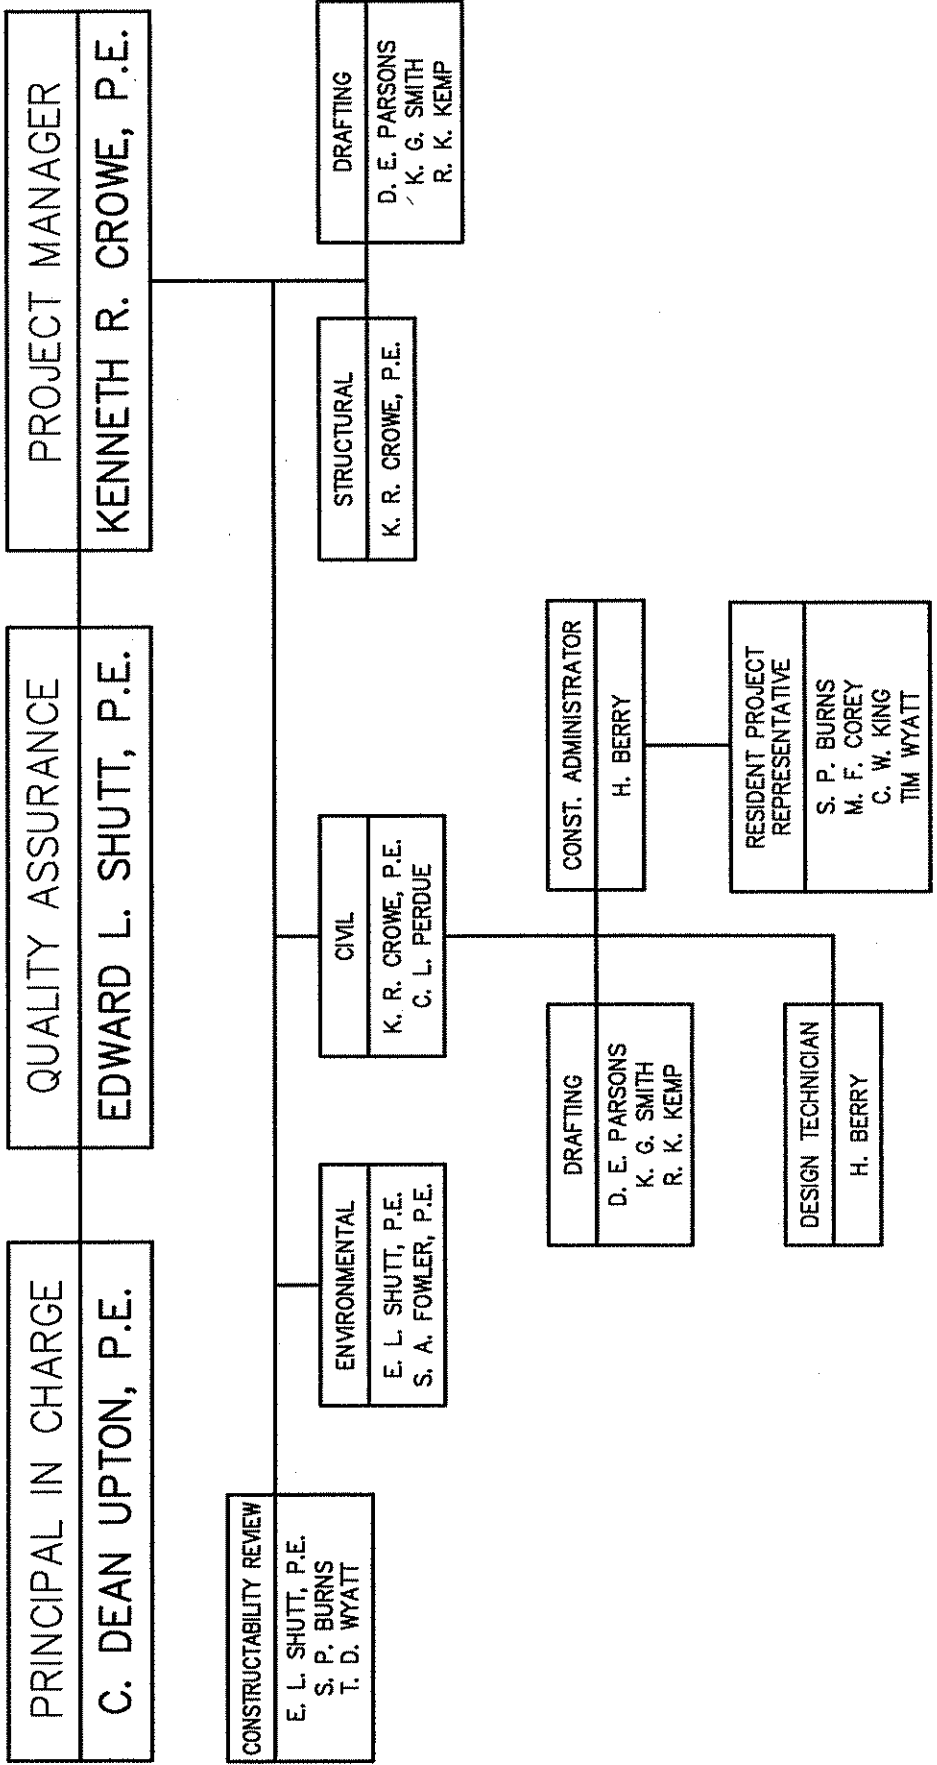 PRINCIPAL IN CHARGE
C. DEAN UPTON, P.E.
QUALITY ASSURANCE
EDWARD L. SHUTT, P.E.
PROJECT MANAGER
KENNETH R. CROWE, P.E.
CONSTRUCTABILITY REVIEW
E. L. SHUTT, P.E.
S. P. BURNS
T. D. WYATT
ENVIRONMENTAL
E. L. SHUTT, P.E.
S. A. FOWLER, P.E.
CIVIL
K. R. CROWE, P.E.
C. L. PERDUE
STRUCTURAL
K. R. CROWE, P.E.
DRAFTING
D. E. PARSONS
K. G. SMITH
R. K. KEMP
DRAFTING
D. E. PARSONS
K. G. SMITH
R. K. KEMP
CONST. ADMINISTRATOR
H. BERRY
DESIGN TECHNICIAN
H. BERRY
RESIDENT PROJECT
REPRESENTATIVE
S. P. BURNS
M. F. COREY
C. W. KING
TIM WYATT